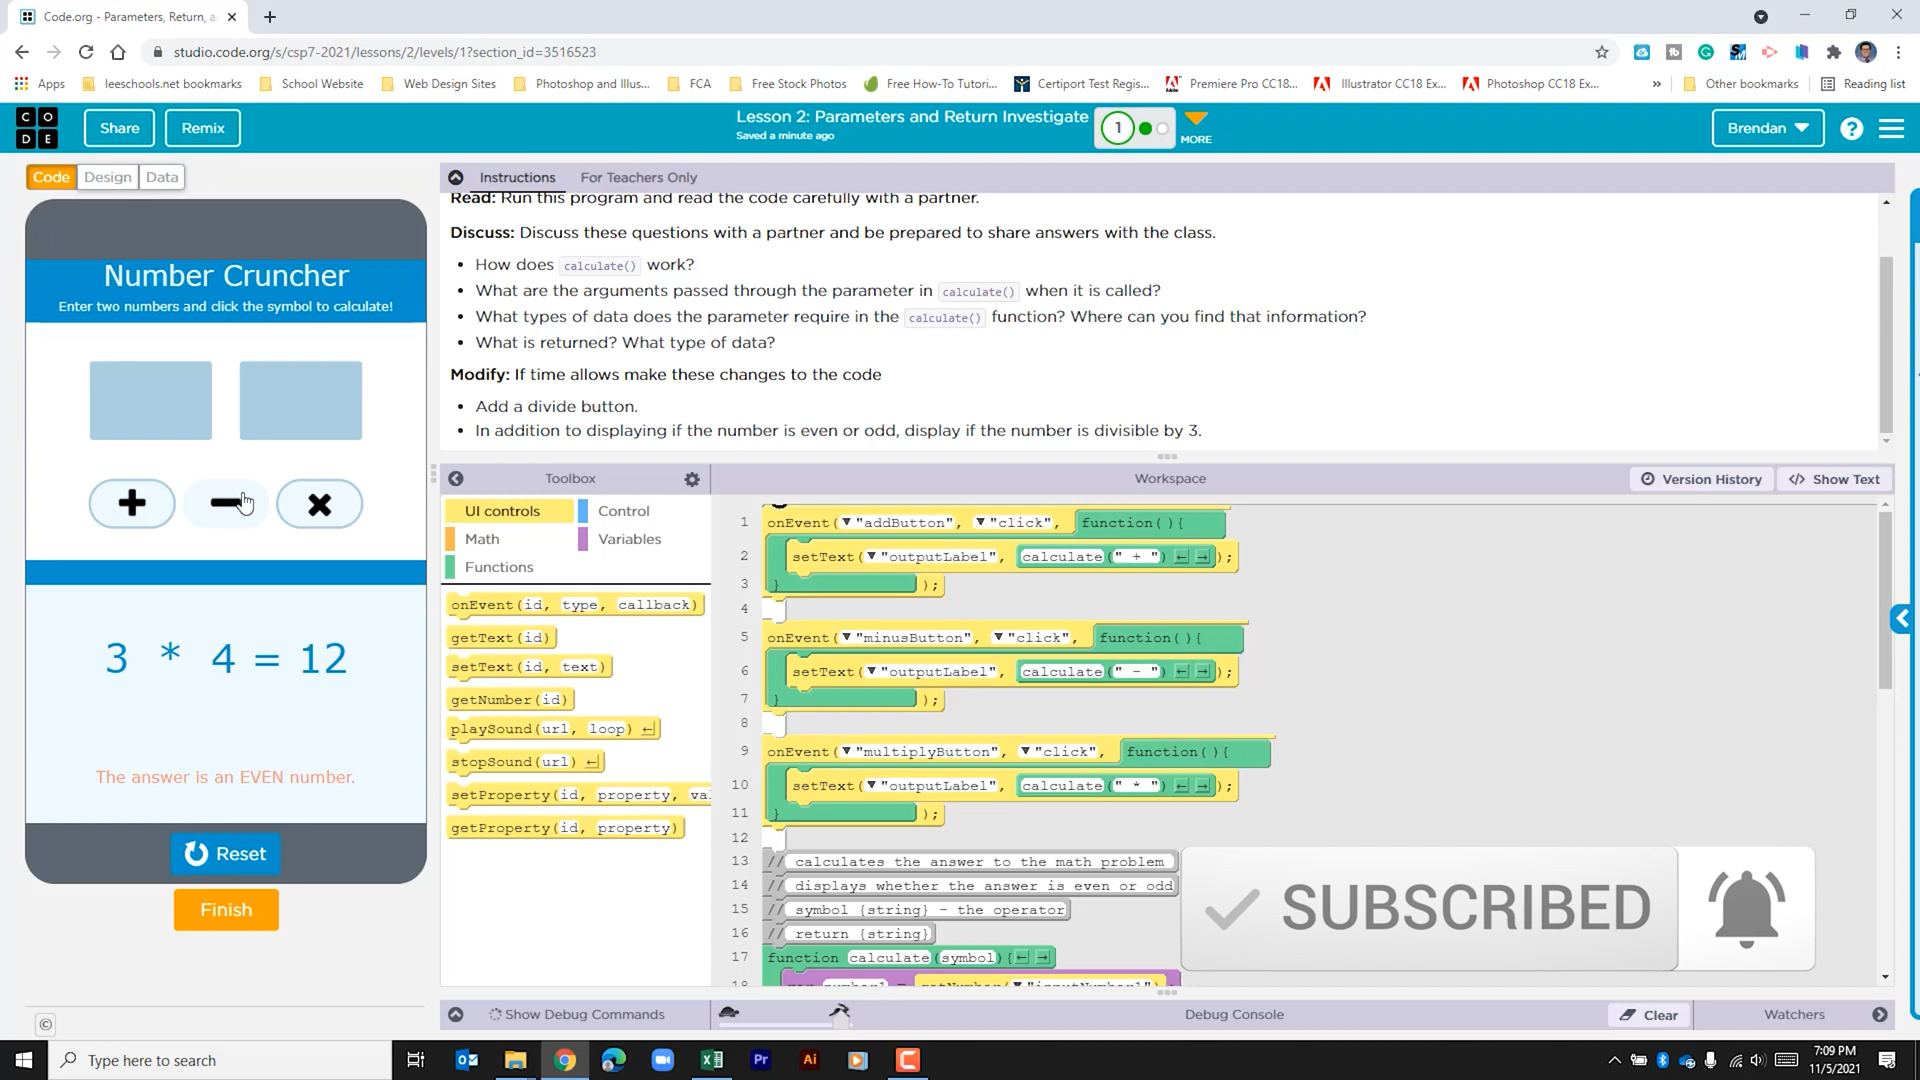 Code.org - Parameters, Return, a
studio.code.org/s/csp7-2021/lessons/2/levels/1?section_id=3516523
Apps
leeschools.net bookmarks
School Website
Web Design Sites
Photoshop and Illus...
FCA
Free Stock Photos
Free How-To Tutori...
Certiport Test Regis...
Premiere Pro CC18...
Illustrator CC18 Ex...
Photoshop CC18 Ex...
»
Other bookmarks
Reading list
CODE
Share
Remix
Lesson 2: Parameters and Return Investigate
Saved a minute ago
1
MORE
Brendan
?
Code
Design
Data
Instructions
For Teachers Only
Number Cruncher
Enter two numbers and click the symbol to calculate!
3 * 4 = 12
The answer is an EVEN number.
Reset
Finish
©
Read: Run this program and read the code carefully with a partner.
Discuss: Discuss these questions with a partner and be prepared to share answers with the class.
• How does calculate() work?
• What are the arguments passed through the parameter in calculate() when it is called?
• What types of data does the parameter require in the calculate() function? Where can you find that information?
• What is returned? What type of data?
Modify: If time allows make these changes to the code
• Add a divide button.
• In addition to displaying if the number is even or odd, display if the number is divisible by 3.
Toolbox
Workspace
Version History
</> Show Text
UI controls
Control
Math
Variables
Functions
onEvent(id, type, callback)
getText(id)
setText(id, text)
getNumber(id)
playSound(url, loop)
stopSound(url)
setProperty(id, property, val
getProperty(id, property)
1 onEvent("addButton", "click", function(){
2 setText("outputLabel", calculate(" + "));
3 });
4
5 onEvent("minusButton", "click", function(){
6 setText("outputLabel", calculate(" - "));
7 });
8
9 onEvent("multiplyButton", "click", function(){
10 setText("outputLabel", calculate(" * "));
11 });
12
13 // calculates the answer to the math problem
14 // displays whether the answer is even or odd
15 // symbol {string} - the operator
16 // return {string}
17 function calculate(symbol){
SUBSCRIBED
Show Debug Commands
Debug Console
Clear
Watchers
Type here to search
Pr
Ai
7:09 PM
11/5/2021